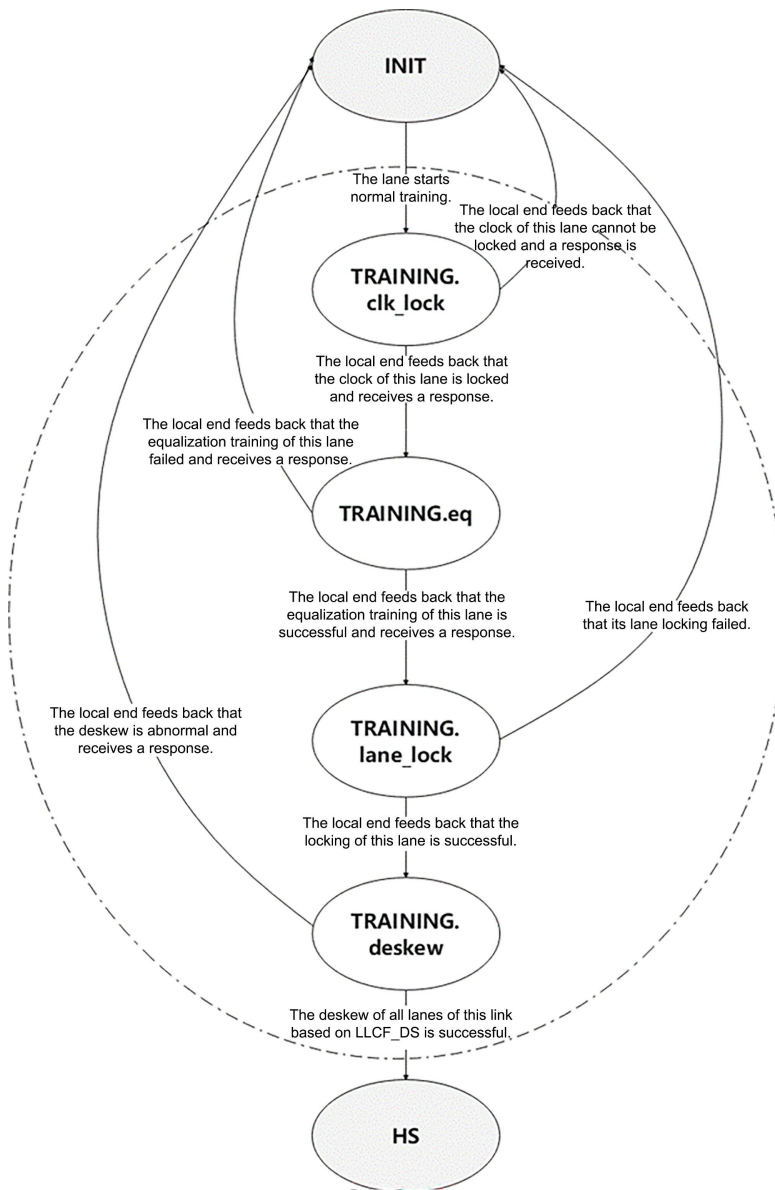 INIT
The lane starts
normal training.
The local end feeds back that
the clock of this lane cannot be
locked and a response is
received.
TRAINING.
clk_lock
The local end feeds back that
the clock of this lane is locked
and receives a response.
The local end feeds back that the
equalization training of this lane
failed and receives a response.
TRAINING.eq
The local end feeds back that the
equalization training of this lane is
successful and receives a response.
The local end feeds back
that its lane locking failed.
TRAINING.
lane_lock
The local end feeds back that
the deskew is abnormal and
receives a response.
The local end feeds back that the
locking of this lane is successful.
TRAINING.
deskew
The deskew of all lanes of this link
based on LLCF_DS is successful.
HS